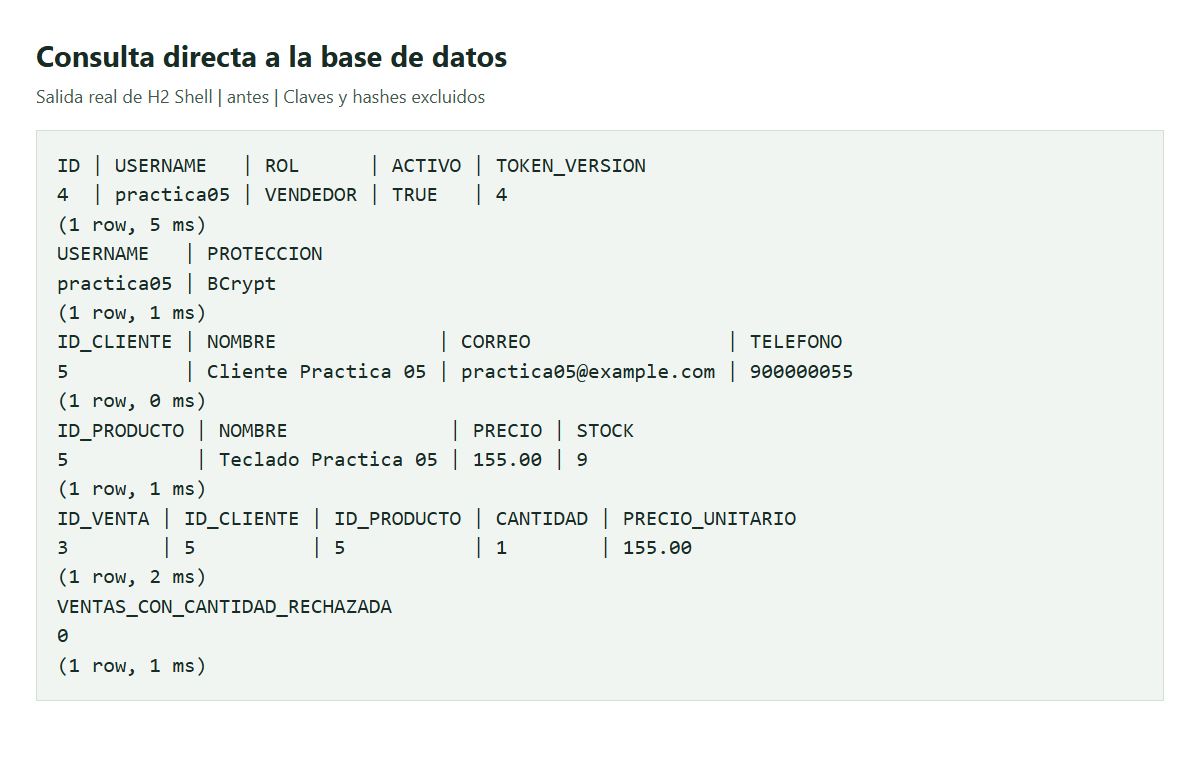 Consulta directa a la base de datos
Salida real de H2 Shell | antes | Claves y hashes excluidos
ID | USERNAME   | ROL      | ACTIVO | TOKEN_VERSION
4  | practica05 | VENDEDOR | TRUE   | 4
(1 row, 5 ms)
USERNAME   | PROTECCION
practica05 | BCrypt
(1 row, 1 ms)
ID_CLIENTE | NOMBRE              | CORREO                 | TELEFONO
5          | Cliente Practica 05 | practica05@example.com | 900000055
(1 row, 0 ms)
ID_PRODUCTO | NOMBRE              | PRECIO | STOCK
5           | Teclado Practica 05 | 155.00 | 9
(1 row, 1 ms)
ID_VENTA | ID_CLIENTE | ID_PRODUCTO | CANTIDAD | PRECIO_UNITARIO
3        | 5          | 5           | 1        | 155.00
(1 row, 2 ms)
VENTAS_CON_CANTIDAD_RECHAZADA
0
(1 row, 1 ms)